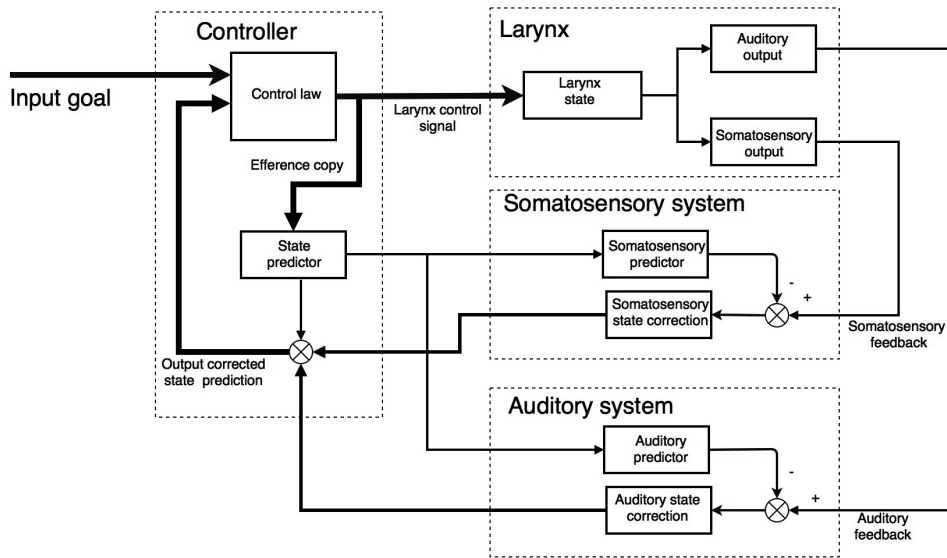 Controller
Larynx
Input goal
Control law
Larynx control
signal
Larynx
state
Auditory
output
Somatosensory
output
Efference copy
State
predictor
Output corrected
state prediction
Somatosensory system
Somatosensory
predictor
-
+
Somatosensory
state correction
Somatosensory
feedback
Auditory system
Auditory
predictor
-
+
Auditory state
correction
Auditory
feedback